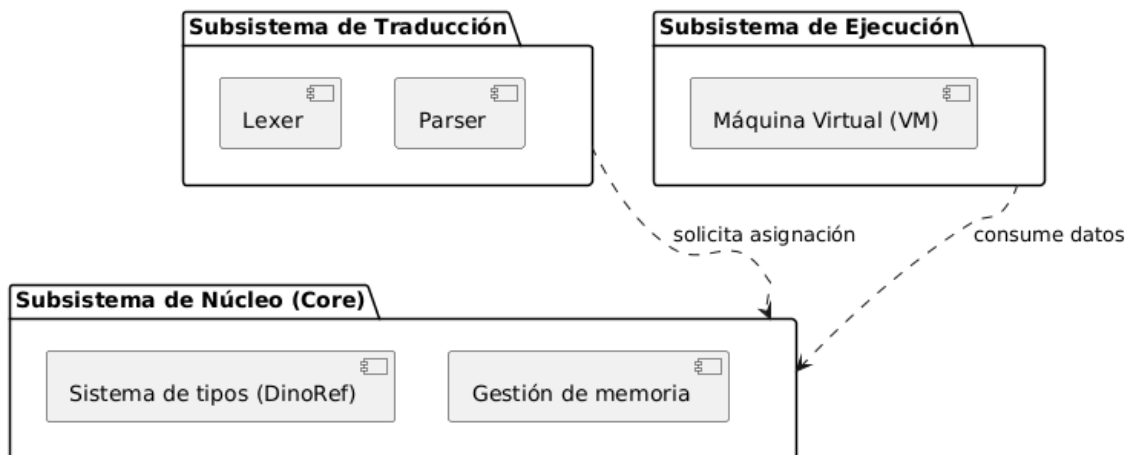 Subsistema de Traducción
Subsistema de Ejecución
Lexer
Parser
Máquina Virtual (VM)
solicita asignación
consume datos
Subsistema de Núcleo (Core)
Sistema de tipos (DinoRef)
Gestión de memoria